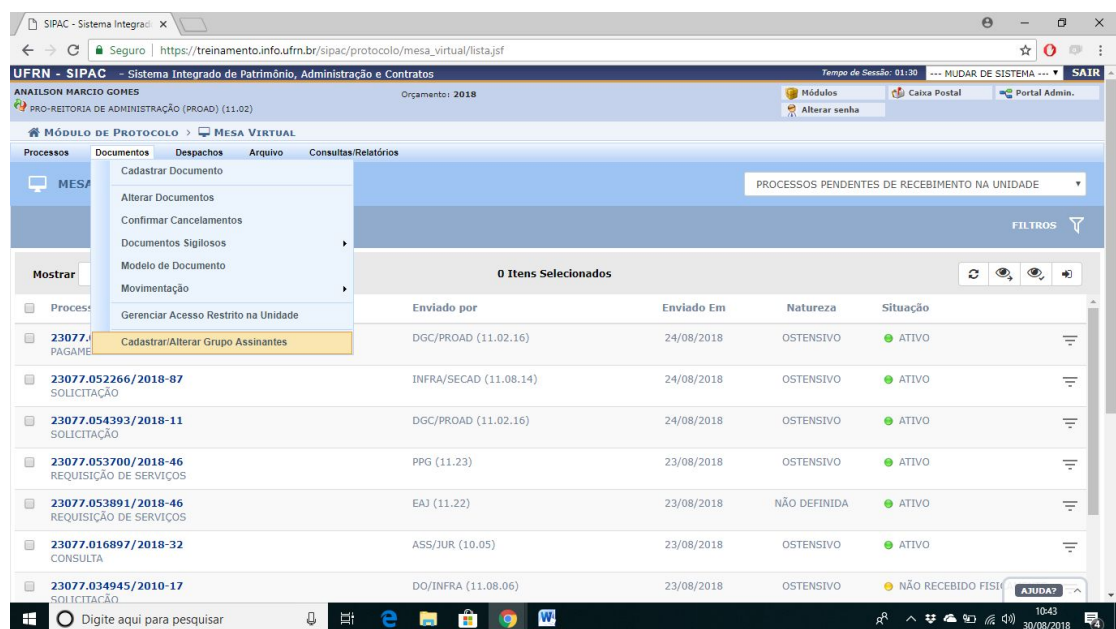 SIPAC - Sistema Integrad
Seguro | https://treinamento.info.ufrn.br/sipac/protocolo/mesa_virtual/lista.jsf
UFRN - SIPAC - Sistema Integrado de Patrimônio, Administração e Contratos
Tempo de Sessão: 01:30 --- MUDAR DE SISTEMA --- SAIR
ANAILSON MARCIO GOMES
Orçamento: 2018
Módulos Caixa Postal Portal Admin.
PRO-REITORIA DE ADMINISTRAÇÃO (PROAD) (11.02)
Alterar senha
MÓDULO DE PROTOCOLO > MESA VIRTUAL
Processos Documentos Despachos Arquivo Consultas/Relatórios
Cadastrar Documento
MESA
PROCESSOS PENDENTES DE RECEBIMENTO NA UNIDADE
Alterar Documentos
Confirmar Cancelamentos
FILTROS
Documentos Sigilosos
Modelo de Documento
Mostrar
0 Itens Selecionados
Movimentação
Process Enviado por Enviado Em Natureza Situação
Gerenciar Acesso Restrito na Unidade
Cadastrar/Alterar Grupo Assinantes
23077. DGC/PROAD (11.02.16) 24/08/2018 OSTENSIVO ATIVO
PAGAME
23077.052266/2018-87 INFRA/SECAD (11.08.14) 24/08/2018 OSTENSIVO ATIVO
SOLICITAÇÃO
23077.054393/2018-11 DGC/PROAD (11.02.16) 24/08/2018 OSTENSIVO ATIVO
SOLICITAÇÃO
23077.053700/2018-46 PPG (11.23) 23/08/2018 OSTENSIVO ATIVO
REQUISIÇÃO DE SERVIÇOS
23077.053891/2018-46 EAJ (11.22) 23/08/2018 NÃO DEFINIDA ATIVO
REQUISIÇÃO DE SERVIÇOS
23077.016897/2018-32 ASS/JUR (10.05) 23/08/2018 OSTENSIVO ATIVO
CONSULTA
23077.034945/2010-17 DO/INFRA (11.08.06) 23/08/2018 OSTENSIVO NÃO RECEBIDO FISI
SOLICITAÇÃO
AJUDA?
Digite aqui para pesquisar
10:43
30/08/2018